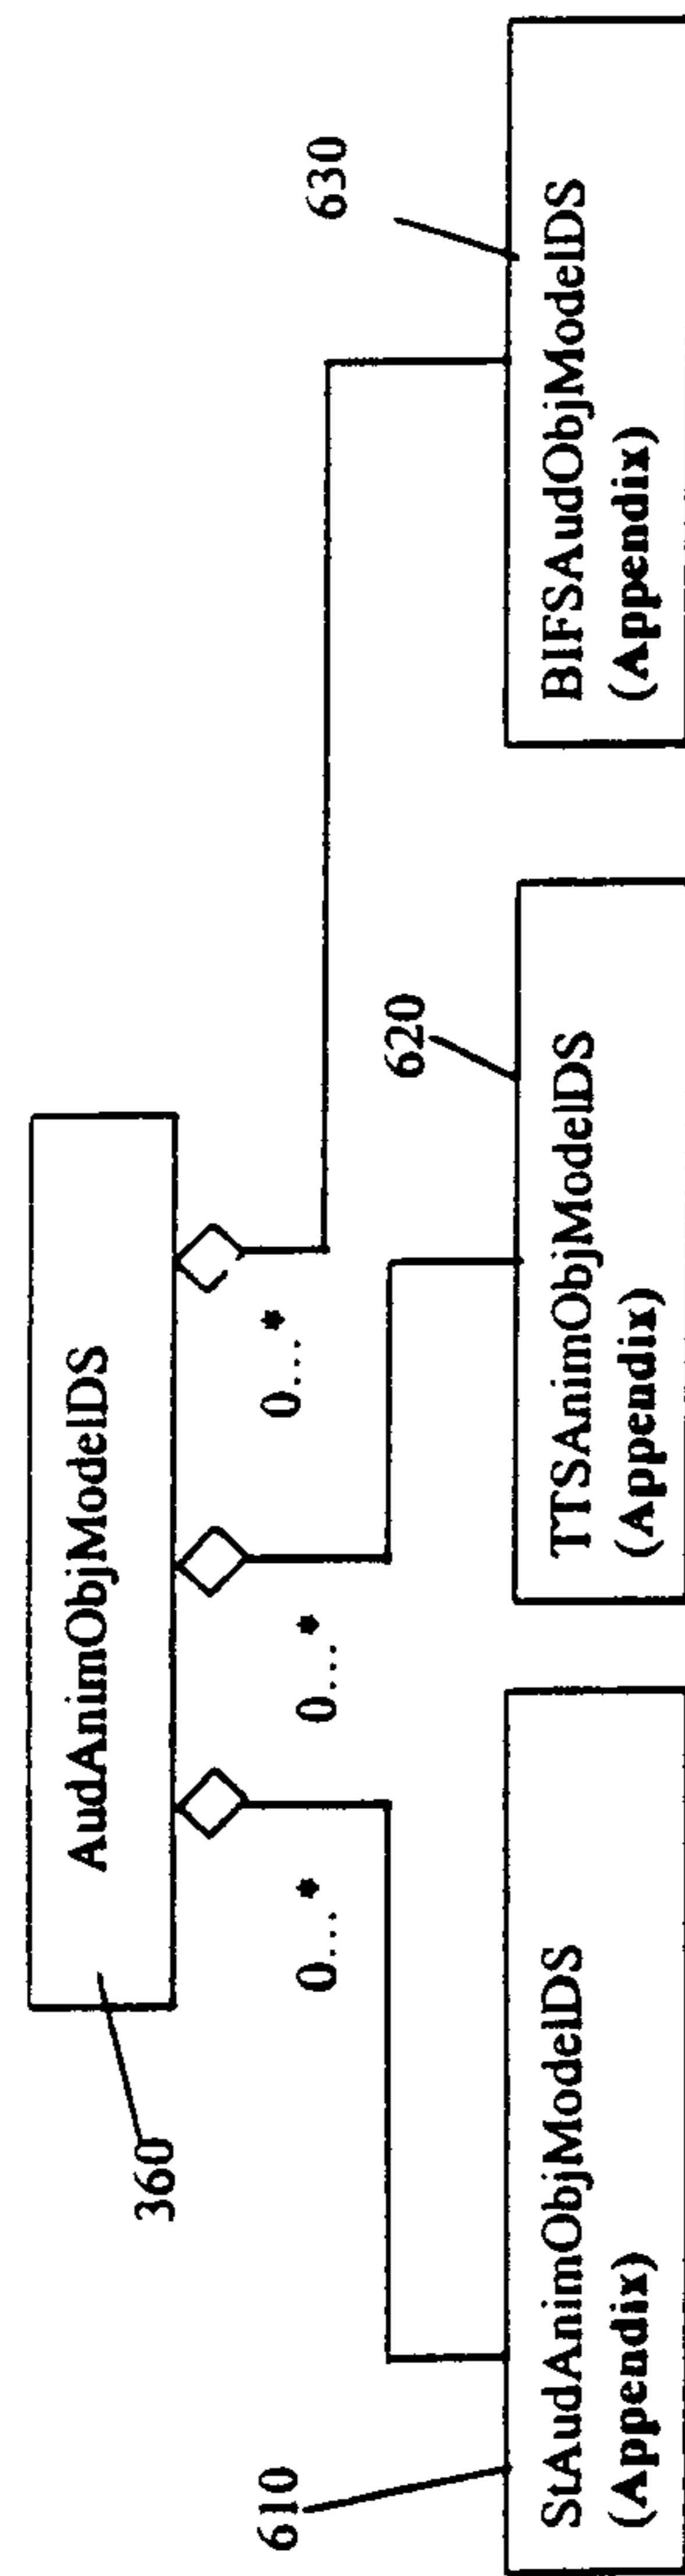 360
AudAnimObjModelDS
0...*
0...*
0...*
610
620
630
StAudAnimObjModelDS
(Appendix)
TTSAnimObjModelDS
(Appendix)
BIFSAudObjModelDS
(Appendix)